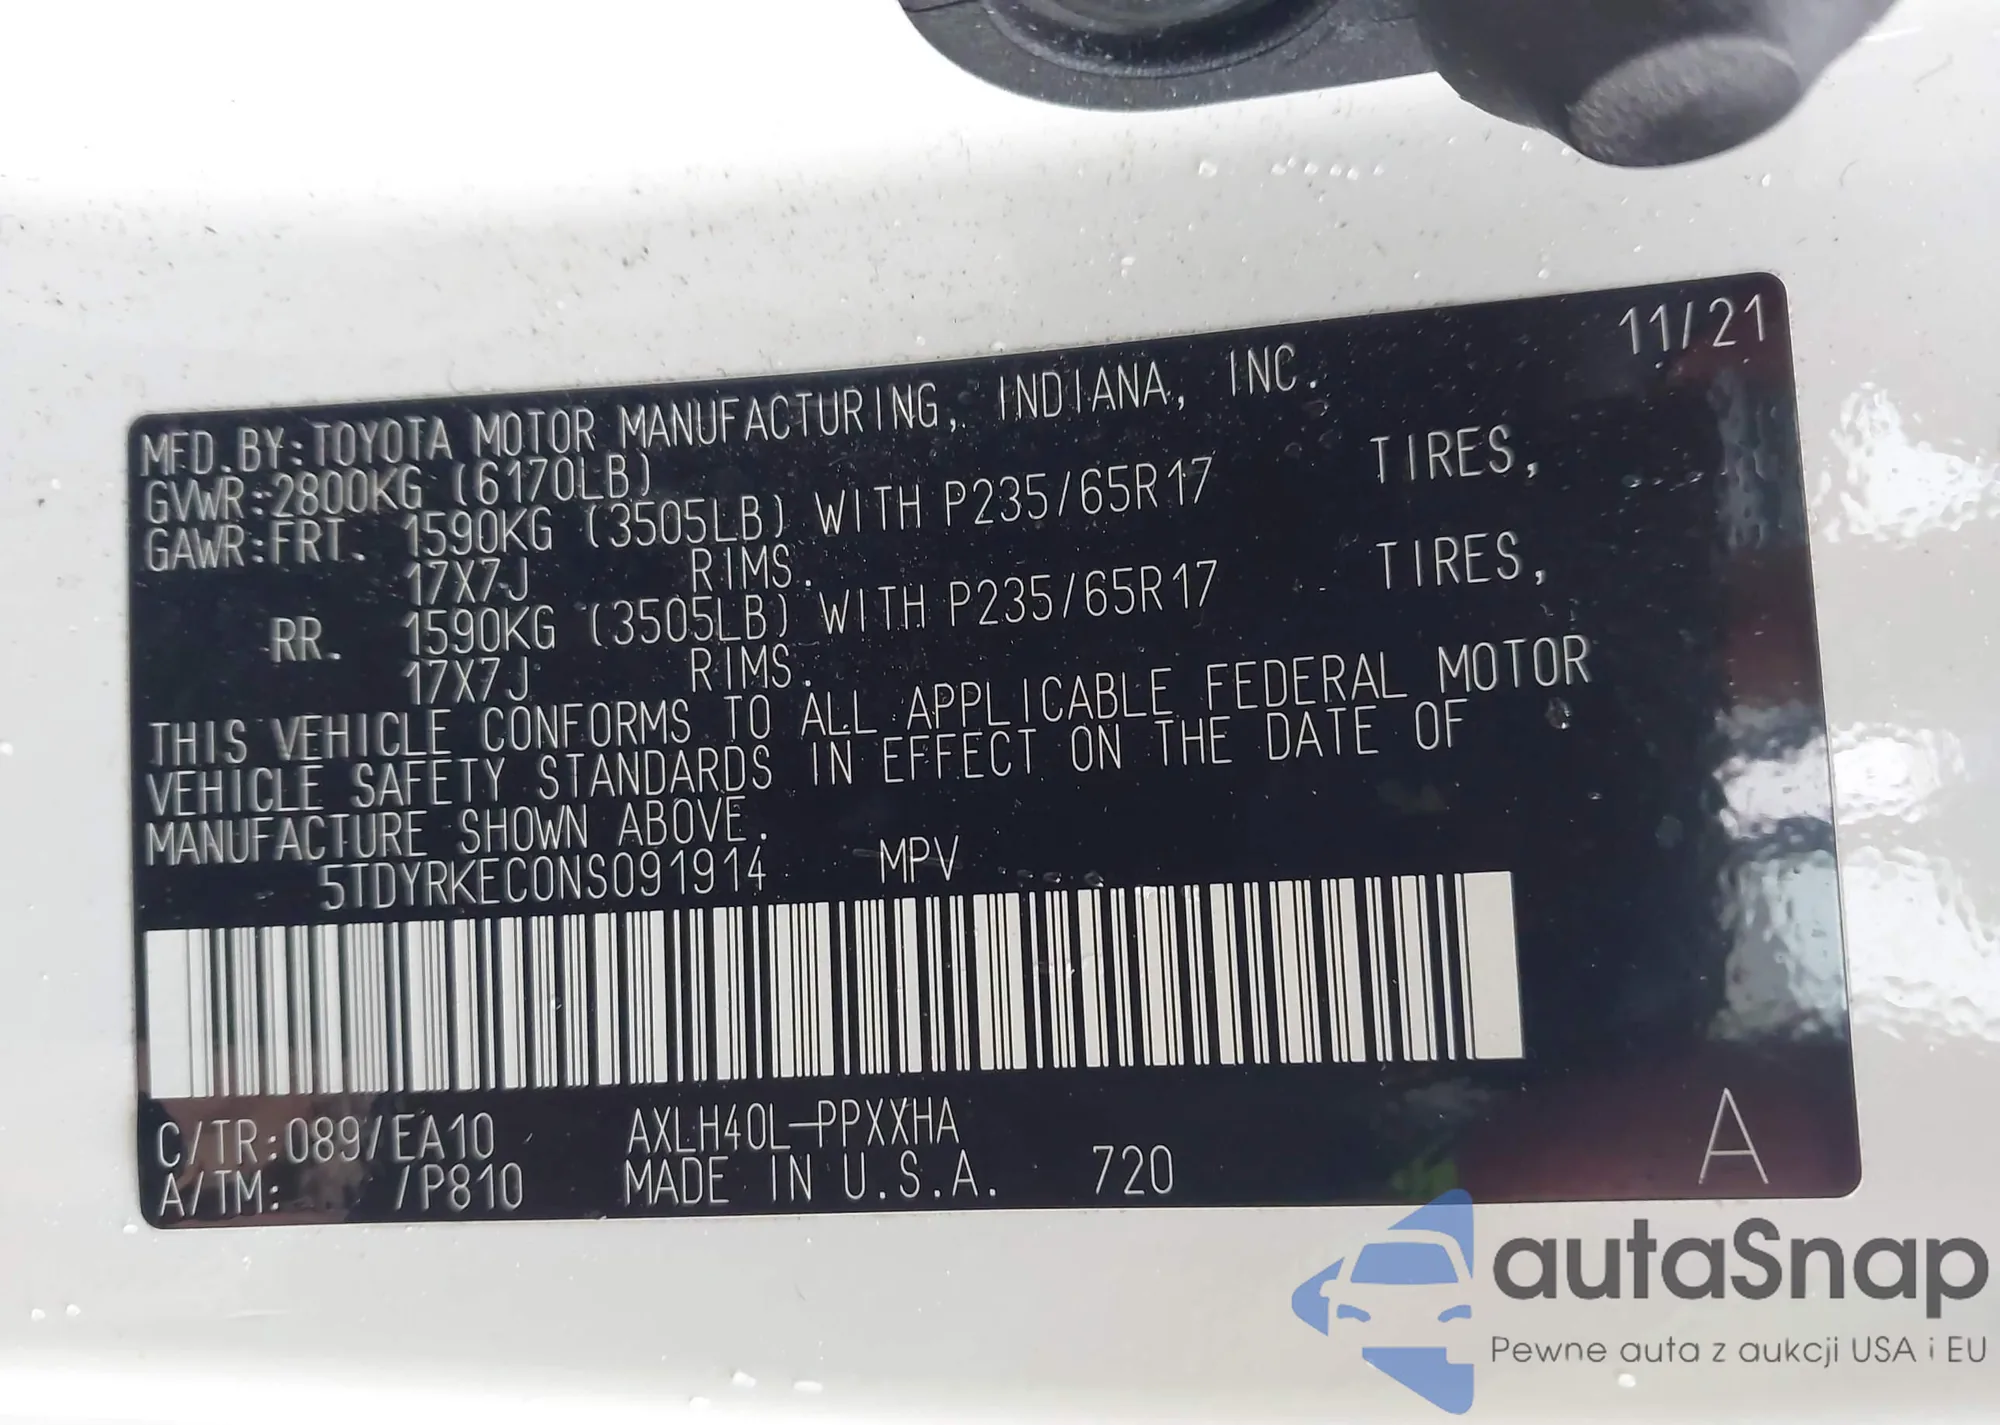 11/21
MFD.BY:TOYOTA MOTOR MANUFACTURING, INDIANA, INC.
GVWR:2800KG (6170LB)
GAWR:FRT. 1590KG (3505LB) WITH P235/65R17 TIRES,
17X7J RIMS.
RR. 1590KG (3505LB) WITH P235/65R17 TIRES,
17X7J RIMS.
THIS VEHICLE CONFORMS TO ALL APPLICABLE FEDERAL MOTOR
VEHICLE SAFETY STANDARDS IN EFFECT ON THE DATE OF
MANUFACTURE SHOWN ABOVE.
5TDYRKEC0NS091914 MPV
C/TR:089/EA10 AXLH40L-PPXXHA
A/TM: /P810 MADE IN U.S.A. 720
A
autaSnap
Pewne auta z aukcji USA i EU